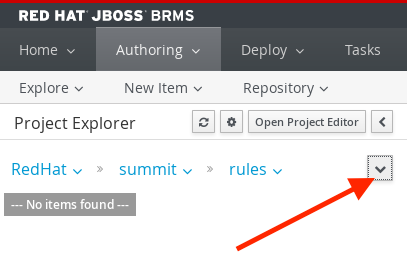 RED HAT JBOSS BRMS
Home Authoring Deploy Tasks
Explore New Item Repository
Project Explorer Open Project Editor
RedHat » summit » rules
--- No items found ---